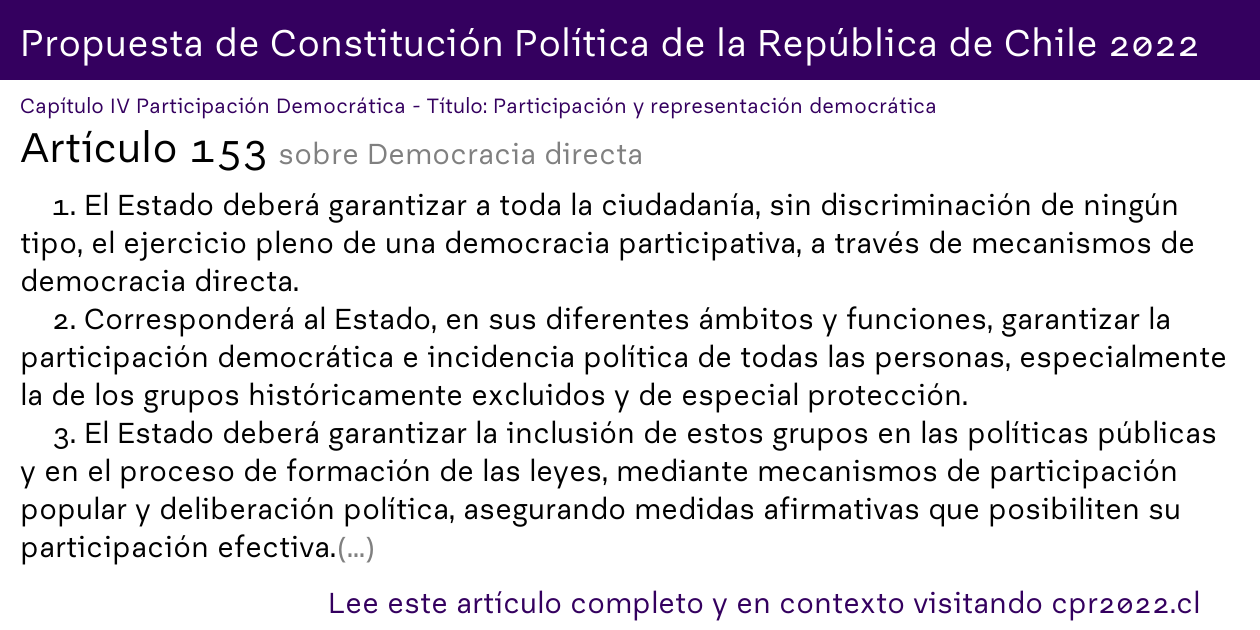 Propuesta de Constitución Política de la República de Chile 2022
Capítulo IV Participación Democrática - Título: Participación y representación democrática
Artículo 153 sobre Democracia directa
1. El Estado deberá garantizar a toda la ciudadanía, sin discriminación de ningún
tipo, el ejercicio pleno de una democracia participativa, a través de mecanismos de
democracia directa.
2. Corresponderá al Estado, en sus diferentes ámbitos y funciones, garantizar la
participación democrática e incidencia política de todas las personas, especialmente
la de los grupos históricamente excluidos y de especial protección.
3. El Estado deberá garantizar la inclusión de estos grupos en las políticas públicas
y en el proceso de formación de las leyes, mediante mecanismos de participación
popular y deliberación política, asegurando medidas afirmativas que posibiliten su
participación efectiva.(...)
Lee este artículo completo y en contexto visitando cpr2022.cl